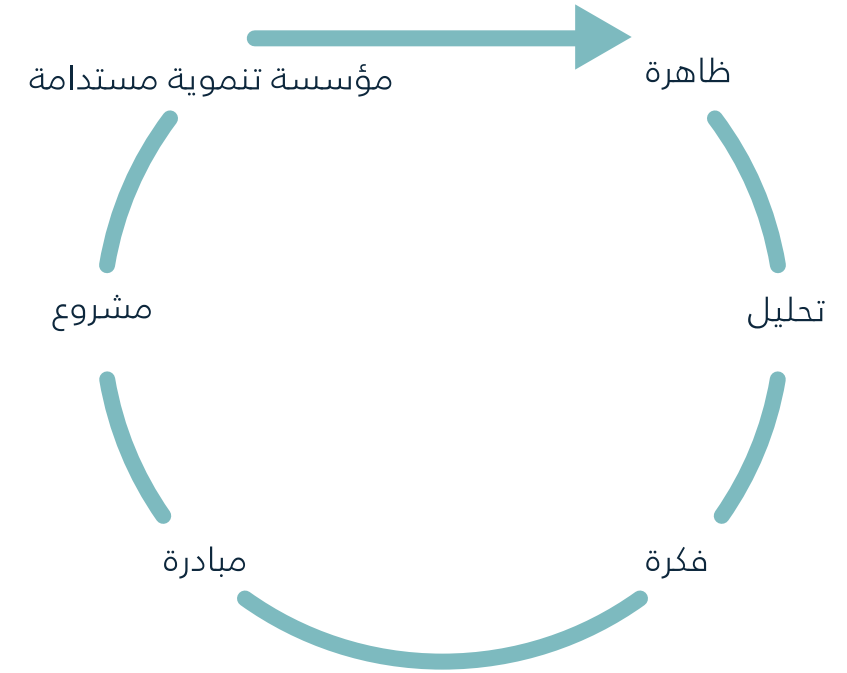 ظاهرة
تحليل
فكرة
مبادرة
مشروع
مؤسسة تنموية مستدامة